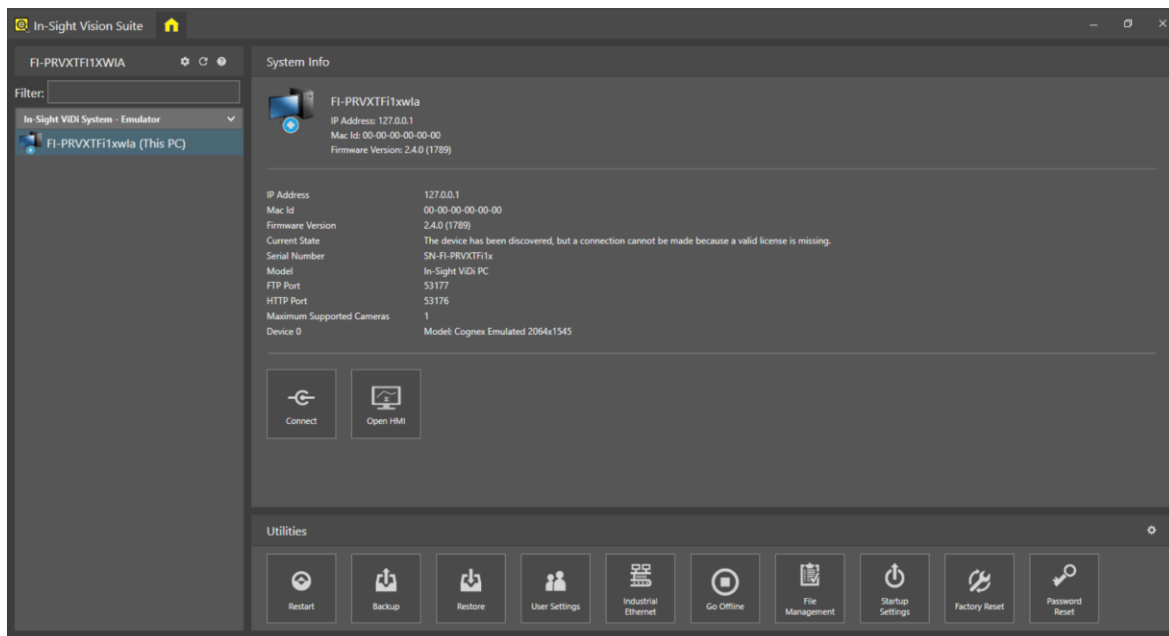 In-Sight Vision Suite
FI-PRVXTFI1XWIA
Filter:
In-Sight ViDi System - Emulator
FI-PRVXTFi1xwIa (This PC)
System Info
FI-PRVXTFi1xwIa
IP Address: 127.0.0.1
Mac Id: 00-00-00-00-00-00
Firmware Version: 2.4.0 (1789)
IP Address 127.0.0.1
Mac Id 00-00-00-00-00-00
Firmware Version 2.4.0 (1789)
Current State The device has been discovered, but a connection cannot be made because a valid license is missing.
Serial Number SN-FI-PRVXTFi1x
Model In-Sight ViDi PC
FTP Port 53177
HTTP Port 53176
Maximum Supported Cameras 1
Device 0 Model: Cognex Emulated 2064x1545
Connect
Open HMI
Utilities
Restart
Backup
Restore
User Settings
Industrial
Ethernet
Go Offline
File
Management
Startup
Settings
Factory Reset
Password
Reset